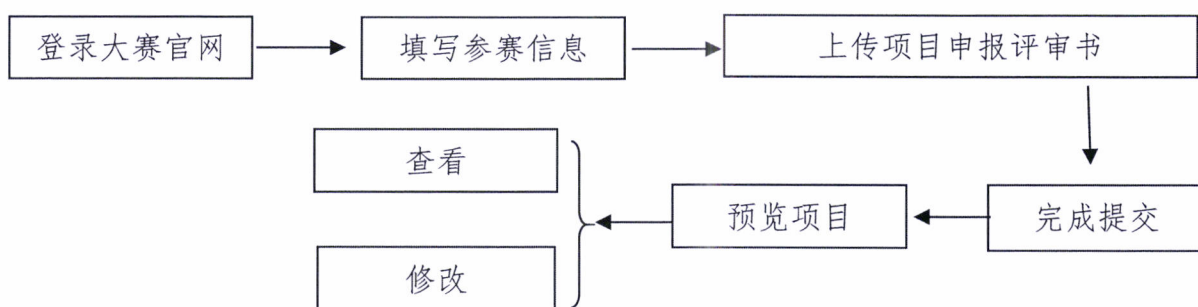 登录大赛官网
填写参赛信息
上传项目申报评审书
查看
预览项目
完成提交
修改